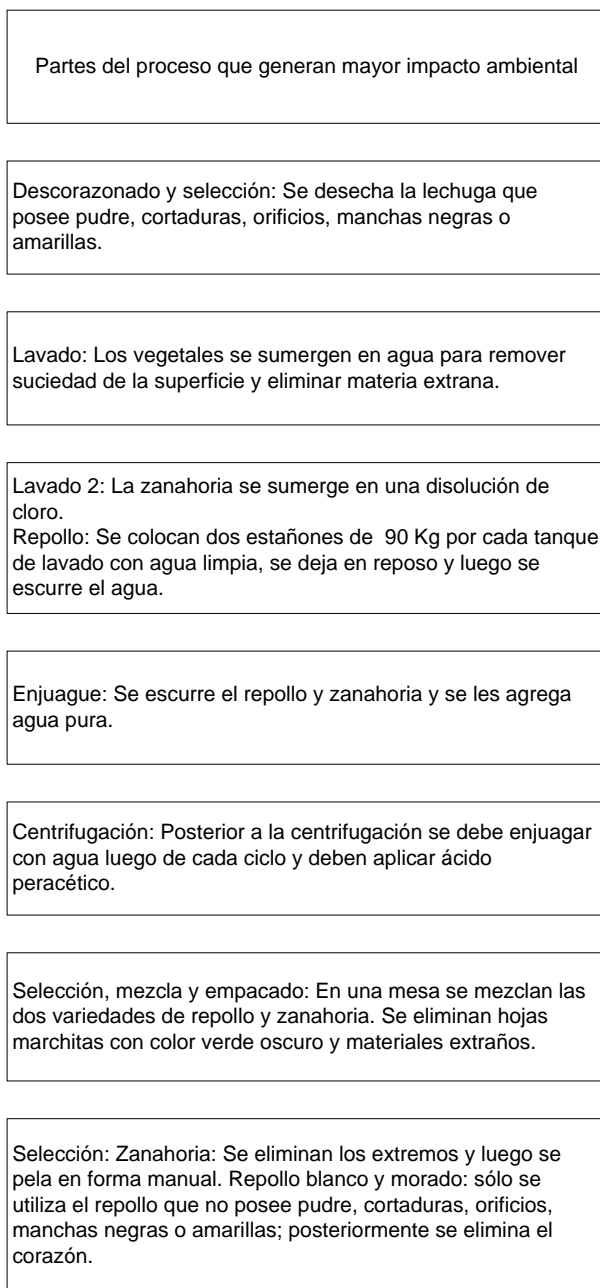 Partes del proceso que generan mayor impacto ambiental
Descorazonado y selección: Se desecha la lechuga que
posee pudre, cortaduras, orificios, manchas negras o
amarillas.
Lavado: Los vegetales se sumergen en agua para remover
suciedad de la superficie y eliminar materia extrana.
Lavado 2: La zanahoria se sumerge en una disolución de
cloro.
Repollo: Se colocan dos estañones de  90 Kg por cada tanque
de lavado con agua limpia, se deja en reposo y luego se
escurre el agua.
Enjuague: Se escurre el repollo y zanahoria y se les agrega
agua pura.
Centrifugación: Posterior a la centrifugación se debe enjuagar
con agua luego de cada ciclo y deben aplicar ácido
peracético.
Selección, mezcla y empacado: En una mesa se mezclan las
dos variedades de repollo y zanahoria. Se eliminan hojas
marchitas con color verde oscuro y materiales extraños.
Selección: Zanahoria: Se eliminan los extremos y luego se
pela en forma manual. Repollo blanco y morado: sólo se
utiliza el repollo que no posee pudre, cortaduras, orificios,
manchas negras o amarillas; posteriormente se elimina el
corazón.